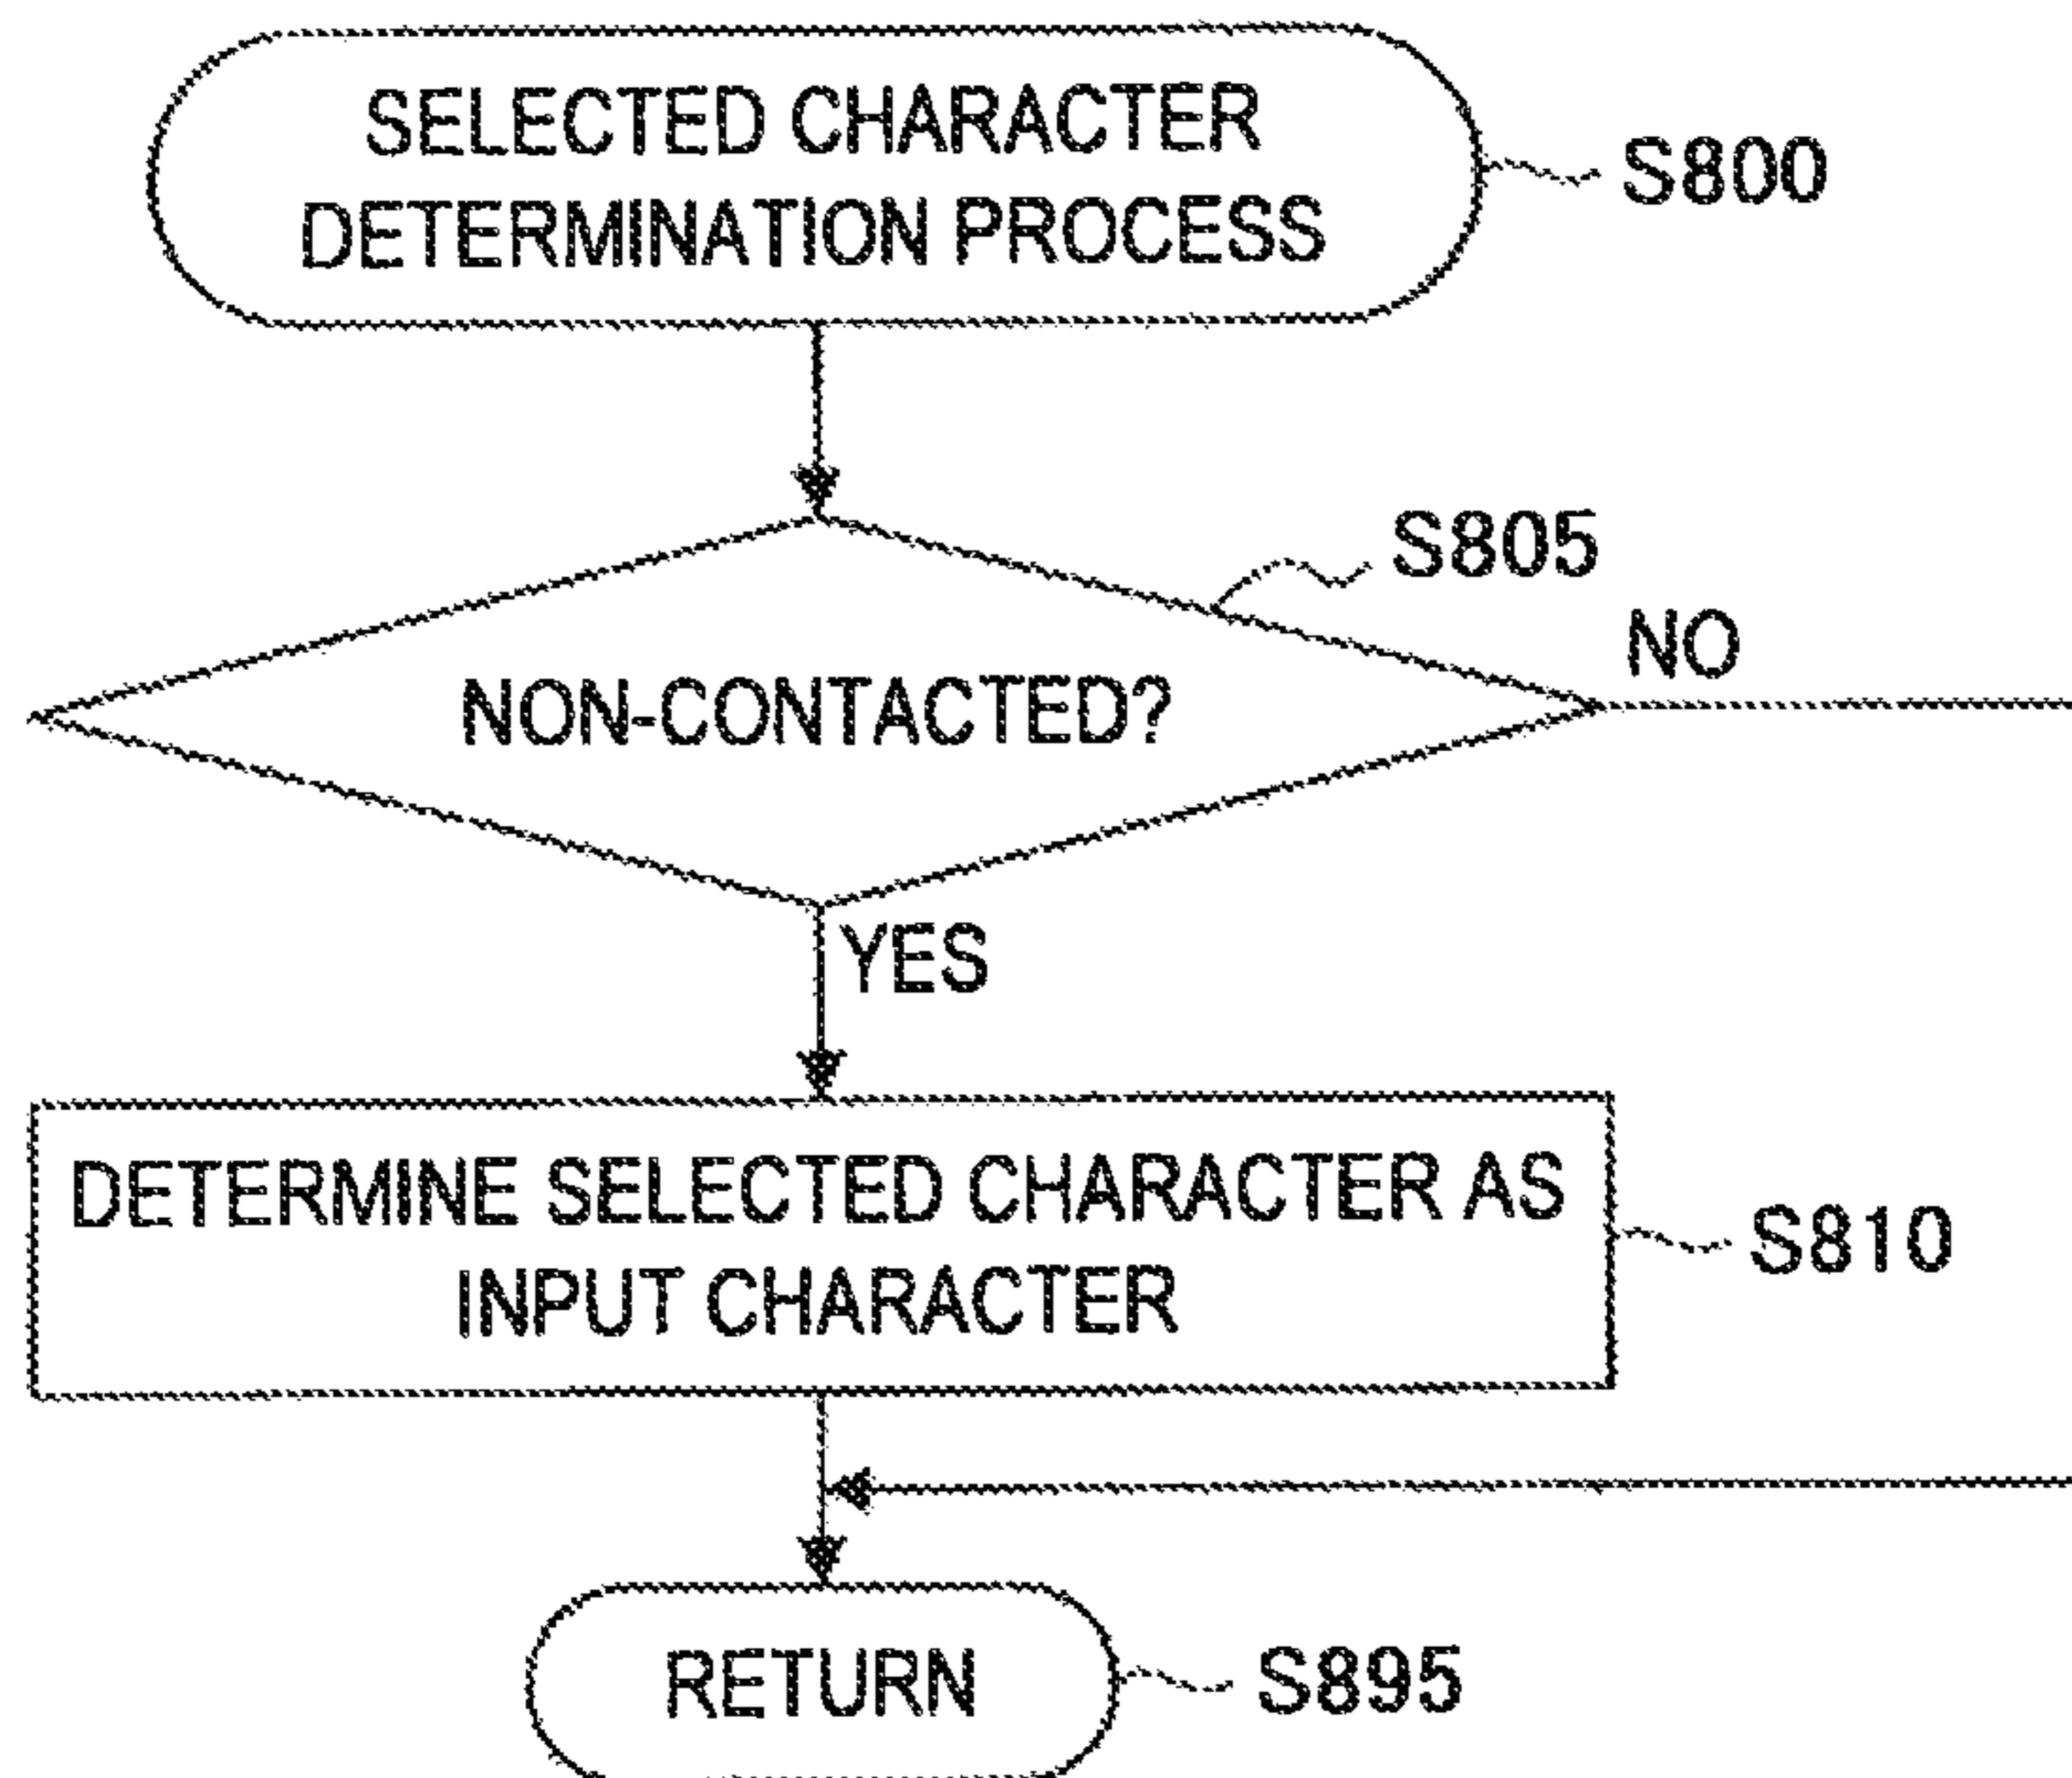 SELECTED CHARACTER
DETERMINATION PROCESS
S800
S805
NO
NON-CONTACTED?
YES
DETERMINE SELECTED CHARACTER AS
INPUT CHARACTER
S810
RETURN
S895